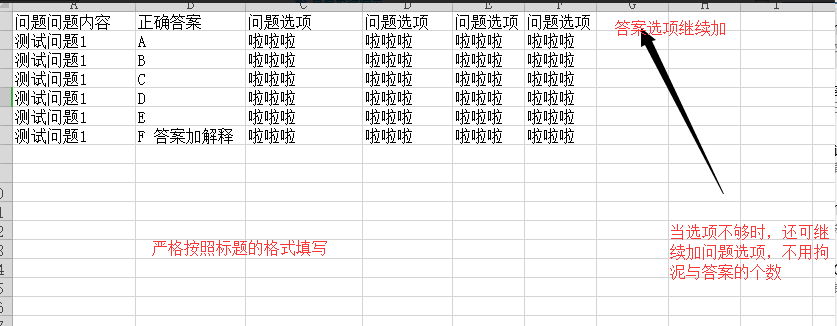 A B C D E F G H I
问题问题内容 正确答案 问题选项 问题选项 问题选项 问题选项 答案选项继续加
测试问题1 A 啦啦啦 啦啦啦 啦啦啦 啦啦啦
测试问题1 B 啦啦啦 啦啦啦 啦啦啦 啦啦啦
测试问题1 C 啦啦啦 啦啦啦 啦啦啦 啦啦啦
测试问题1 D 啦啦啦 啦啦啦 啦啦啦 啦啦啦
测试问题1 E 啦啦啦 啦啦啦 啦啦啦 啦啦啦
测试问题1 F 答案加解释 啦啦啦 啦啦啦 啦啦啦 啦啦啦
严格按照标题的格式填写
当选项不够时，还可继
续加问题选项，不用拘
泥与答案的个数